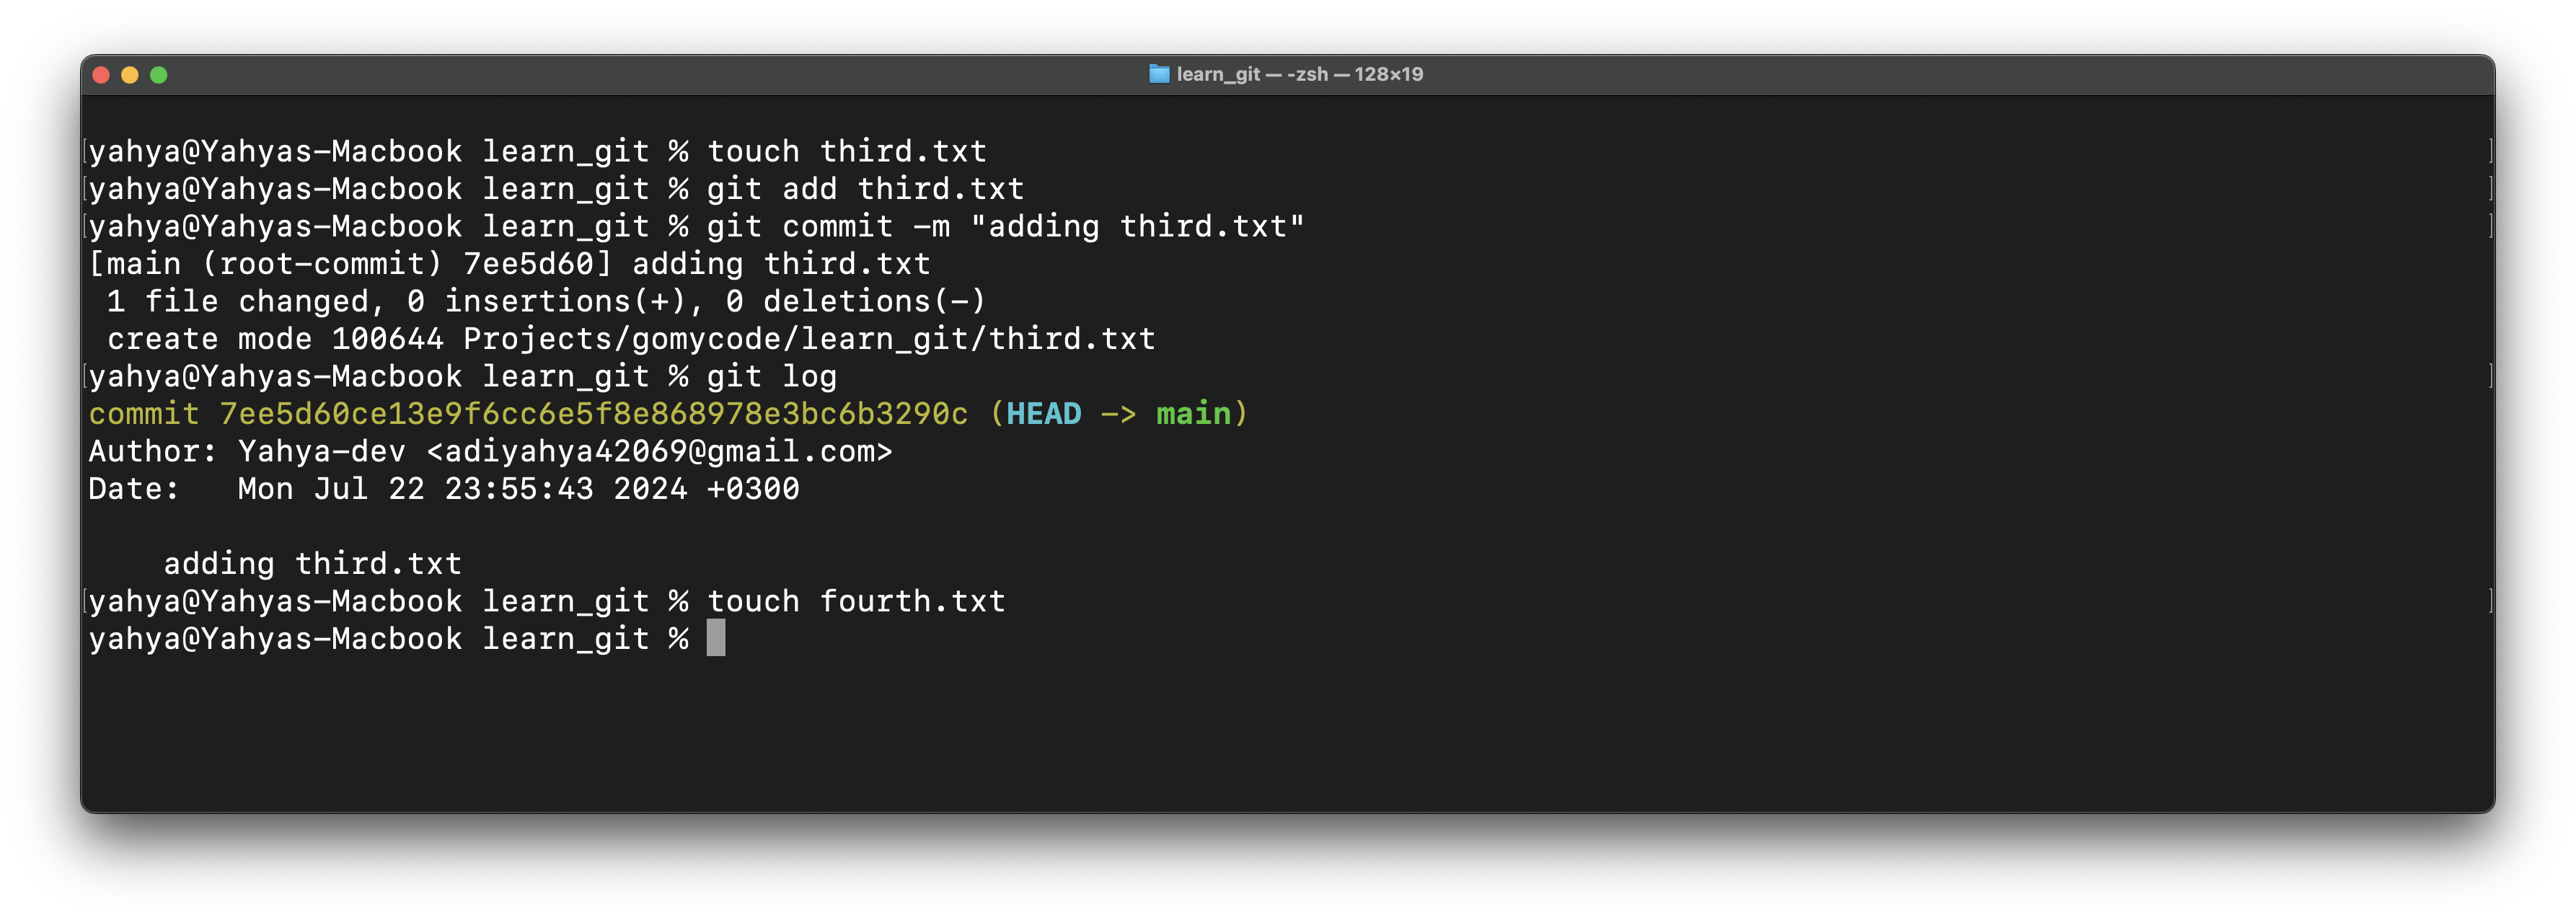 learn_git — -zsh — 128×19
yahya@Yahyas-Macbook learn_git % touch third.txt
yahya@Yahyas-Macbook learn_git % git add third.txt
yahya@Yahyas-Macbook learn_git % git commit -m "adding third.txt"
[main (root-commit) 7ee5d60] adding third.txt
 1 file changed, 0 insertions(+), 0 deletions(-)
 create mode 100644 Projects/gomycode/learn_git/third.txt
yahya@Yahyas-Macbook learn_git % git log
commit 7ee5d60ce13e9f6cc6e5f8e868978e3bc6b3290c (HEAD -> main)
Author: Yahya-dev <adiyahya42069@gmail.com>
Date:   Mon Jul 22 23:55:43 2024 +0300
    adding third.txt
yahya@Yahyas-Macbook learn_git % touch fourth.txt
yahya@Yahyas-Macbook learn_git %